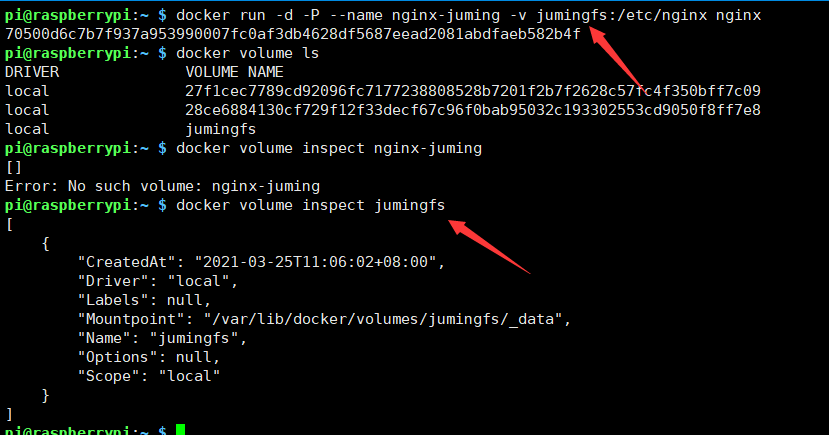 pi@raspberrypi:~ $ docker run -d -P --name nginx-juming -v jumingfs:/etc/nginx nginx
70500d6c7b7f937a953990007fc0af3db4628df5687eead2081abdfaeb582b4f
pi@raspberrypi:~ $ docker volume ls
DRIVER              VOLUME NAME
local               27f1cec7789cd92096fc7177238808528b7201f2b7f2628c57fc4f350bff7c09
local               28ce6884130cf729f12f33decf67c96f0bab95032c193302553cd9050f8ff7e8
local               jumingfs
pi@raspberrypi:~ $ docker volume inspect nginx-juming
[]
Error: No such volume: nginx-juming
pi@raspberrypi:~ $ docker volume inspect jumingfs
[
    {
        "CreatedAt": "2021-03-25T11:06:02+08:00",
        "Driver": "local",
        "Labels": null,
        "Mountpoint": "/var/lib/docker/volumes/jumingfs/_data",
        "Name": "jumingfs",
        "Options": null,
        "Scope": "local"
    }
]
pi@raspberrypi:~ $